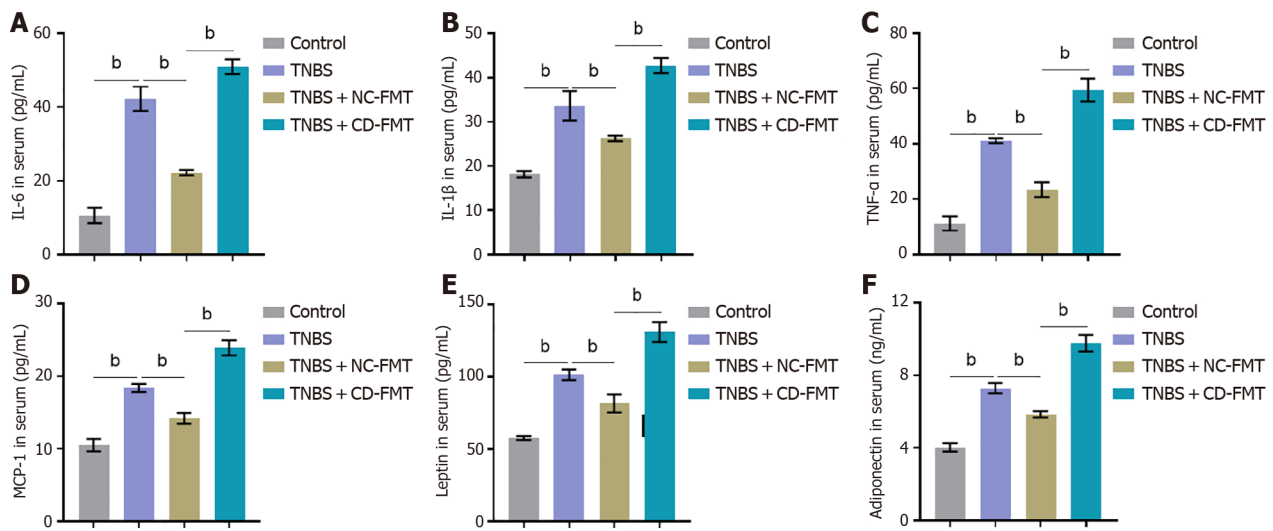 A
IL-6 in serum (pg/mL)
60
40
20
0
b
b
b
Control
TNBS
TNBS + NC-FMT
TNBS + CD-FMT
B
IL-1β in serum (pg/mL)
50
40
30
20
10
0
b
b
b
Control
TNBS
TNBS + NC-FMT
TNBS + CD-FMT
C
TNF-α in serum (pg/mL)
80
60
40
20
0
b
b
b
Control
TNBS
TNBS + NC-FMT
TNBS + CD-FMT
D
MCP-1 in serum (pg/mL)
30
20
10
0
b
b
b
Control
TNBS
TNBS + NC-FMT
TNBS + CD-FMT
E
Leptin in serum (pg/mL)
150
100
50
0
b
b
b
Control
TNBS
TNBS + NC-FMT
TNBS + CD-FMT
F
Adiponectin in serum (ng/mL)
12
8
4
0
b
b
b
Control
TNBS
TNBS + NC-FMT
TNBS + CD-FMT